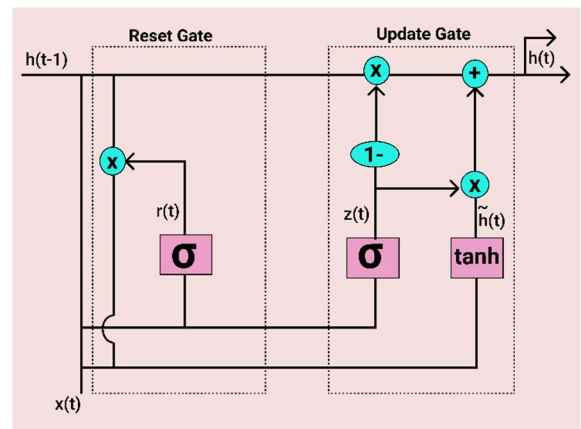 Reset Gate
Update Gate
h(t-1)
h(t)
x
+
1-
x
x
r(t)
z(t)
h̃(t)
σ
σ
tanh
x(t)